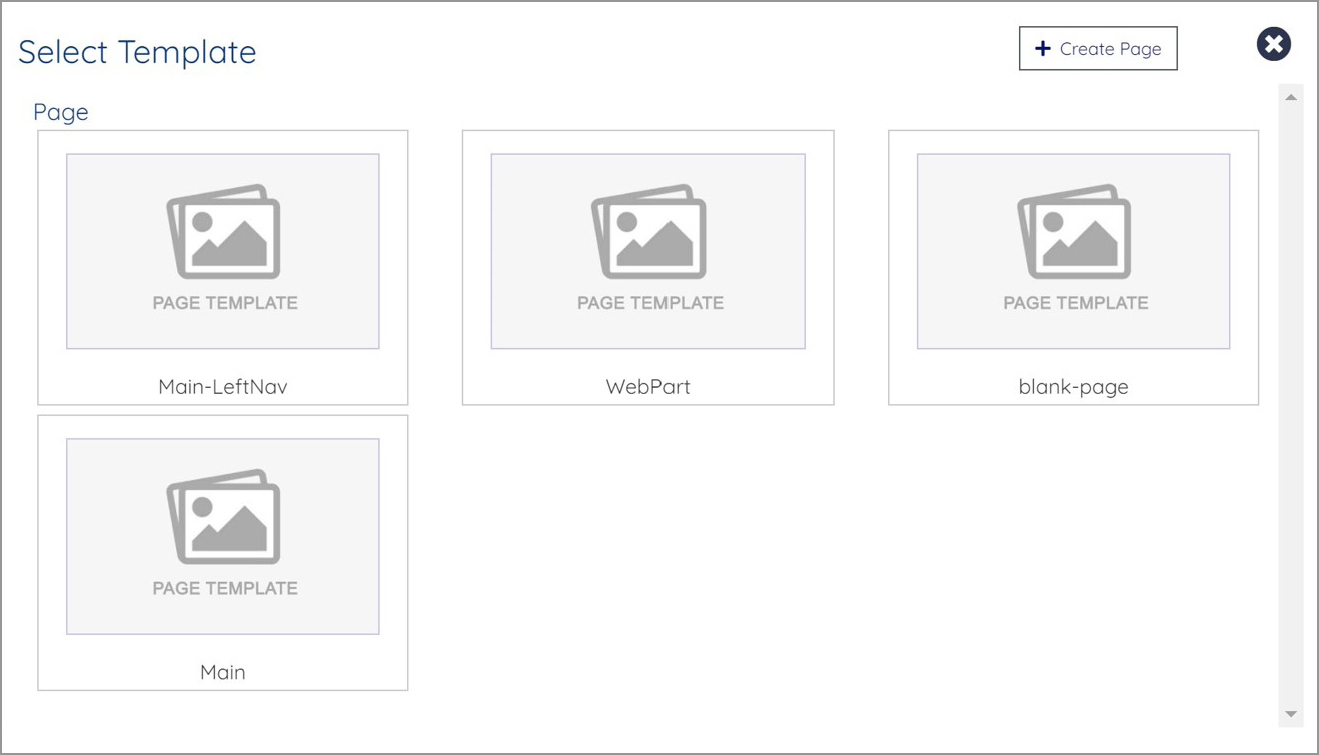 Select Template
Create Page
Page
PAGE TEMPLATE
Main-LeftNav
PAGE TEMPLATE
WebPart
PAGE TEMPLATE
blank-page
PAGE TEMPLATE
Main